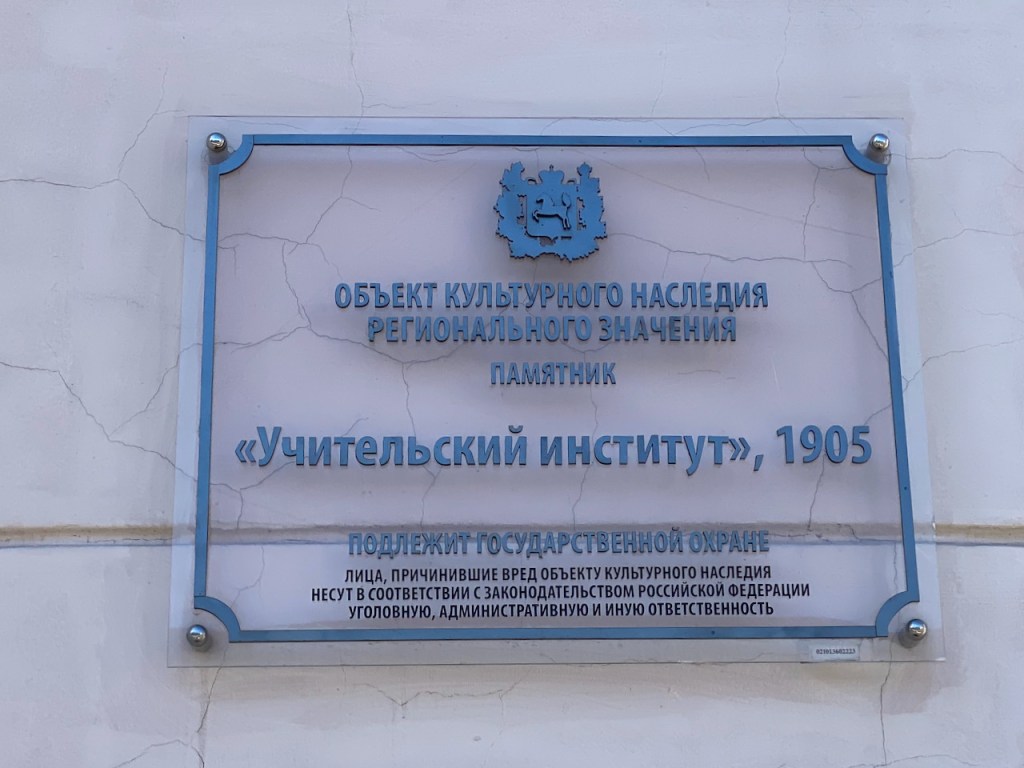 ОБЪЕКТ КУЛЬТУРНОГО НАСЛЕДИЯ
РЕГИОНАЛЬНОГО ЗНАЧЕНИЯ
ПАМЯТНИК
«Учительский институт», 1905
ПОДЛЕЖИТ ГОСУДАРСТВЕННОЙ ОХРАНЕ
ЛИЦА, ПРИЧИНИВШИЕ ВРЕД ОБЪЕКТУ КУЛЬТУРНОГО НАСЛЕДИЯ
НЕСУТ В СООТВЕТСТВИИ С ЗАКОНОДАТЕЛЬСТВОМ РОССИЙСКОЙ ФЕДЕРАЦИИ
УГОЛОВНУЮ, АДМИНИСТРАТИВНУЮ И ИНУЮ ОТВЕТСТВЕННОСТЬ